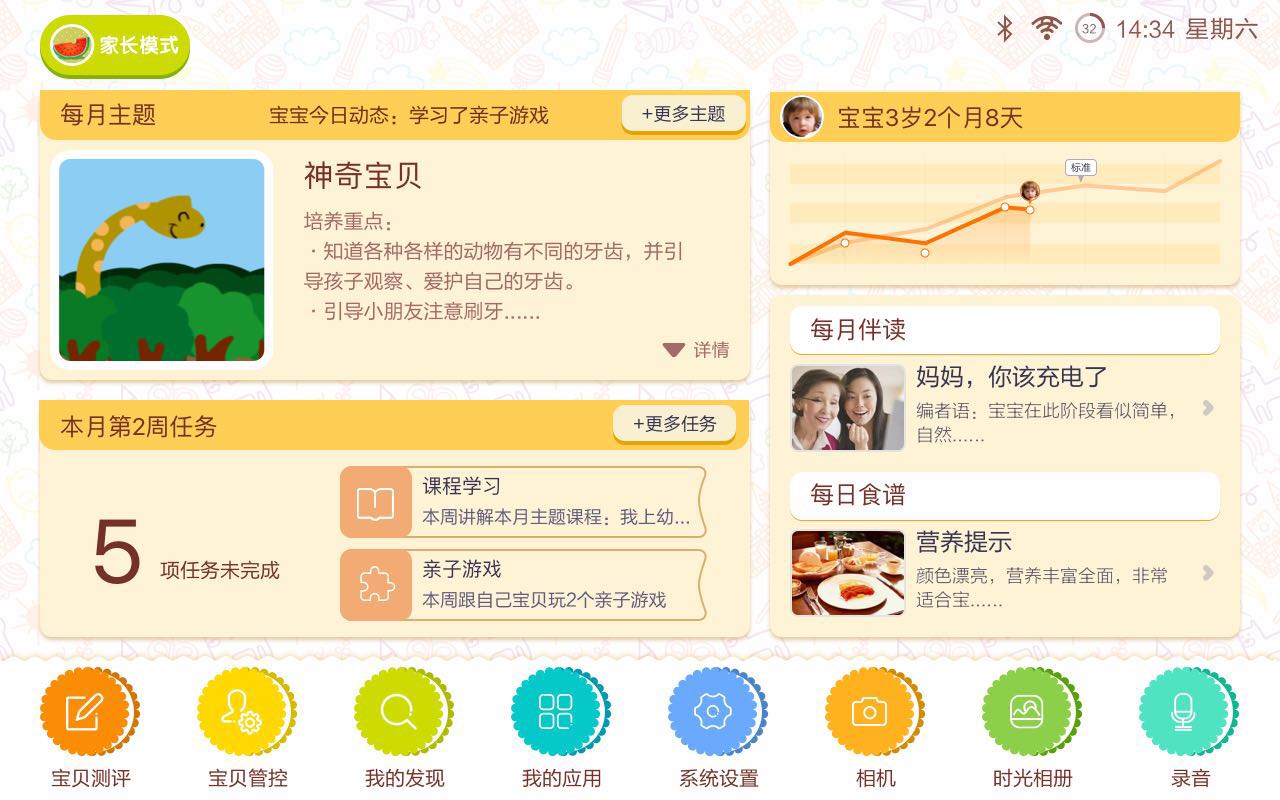 家长模式
32 14:34 星期六
每月主题
宝宝今日动态：学习了亲子游戏
+更多主题
神奇宝贝
培养重点：
·知道各种各样的动物有不同的牙齿，并引
导孩子观察、爱护自己的牙齿。
·引导小朋友注意刷牙......
详情
宝宝3岁2个月8天
标准
本月第2周任务
+更多任务
5 项任务未完成
课程学习
本周讲解本月主题课程：我上幼...
亲子游戏
本周跟自己宝贝玩2个亲子游戏
每月伴读
妈妈，你该充电了
编者语：宝宝在此阶段看似简单，
自然......
每日食谱
营养提示
颜色漂亮，营养丰富全面，非常
适合宝......
宝贝测评
宝贝管控
我的发现
我的应用
系统设置
相机
时光相册
录音